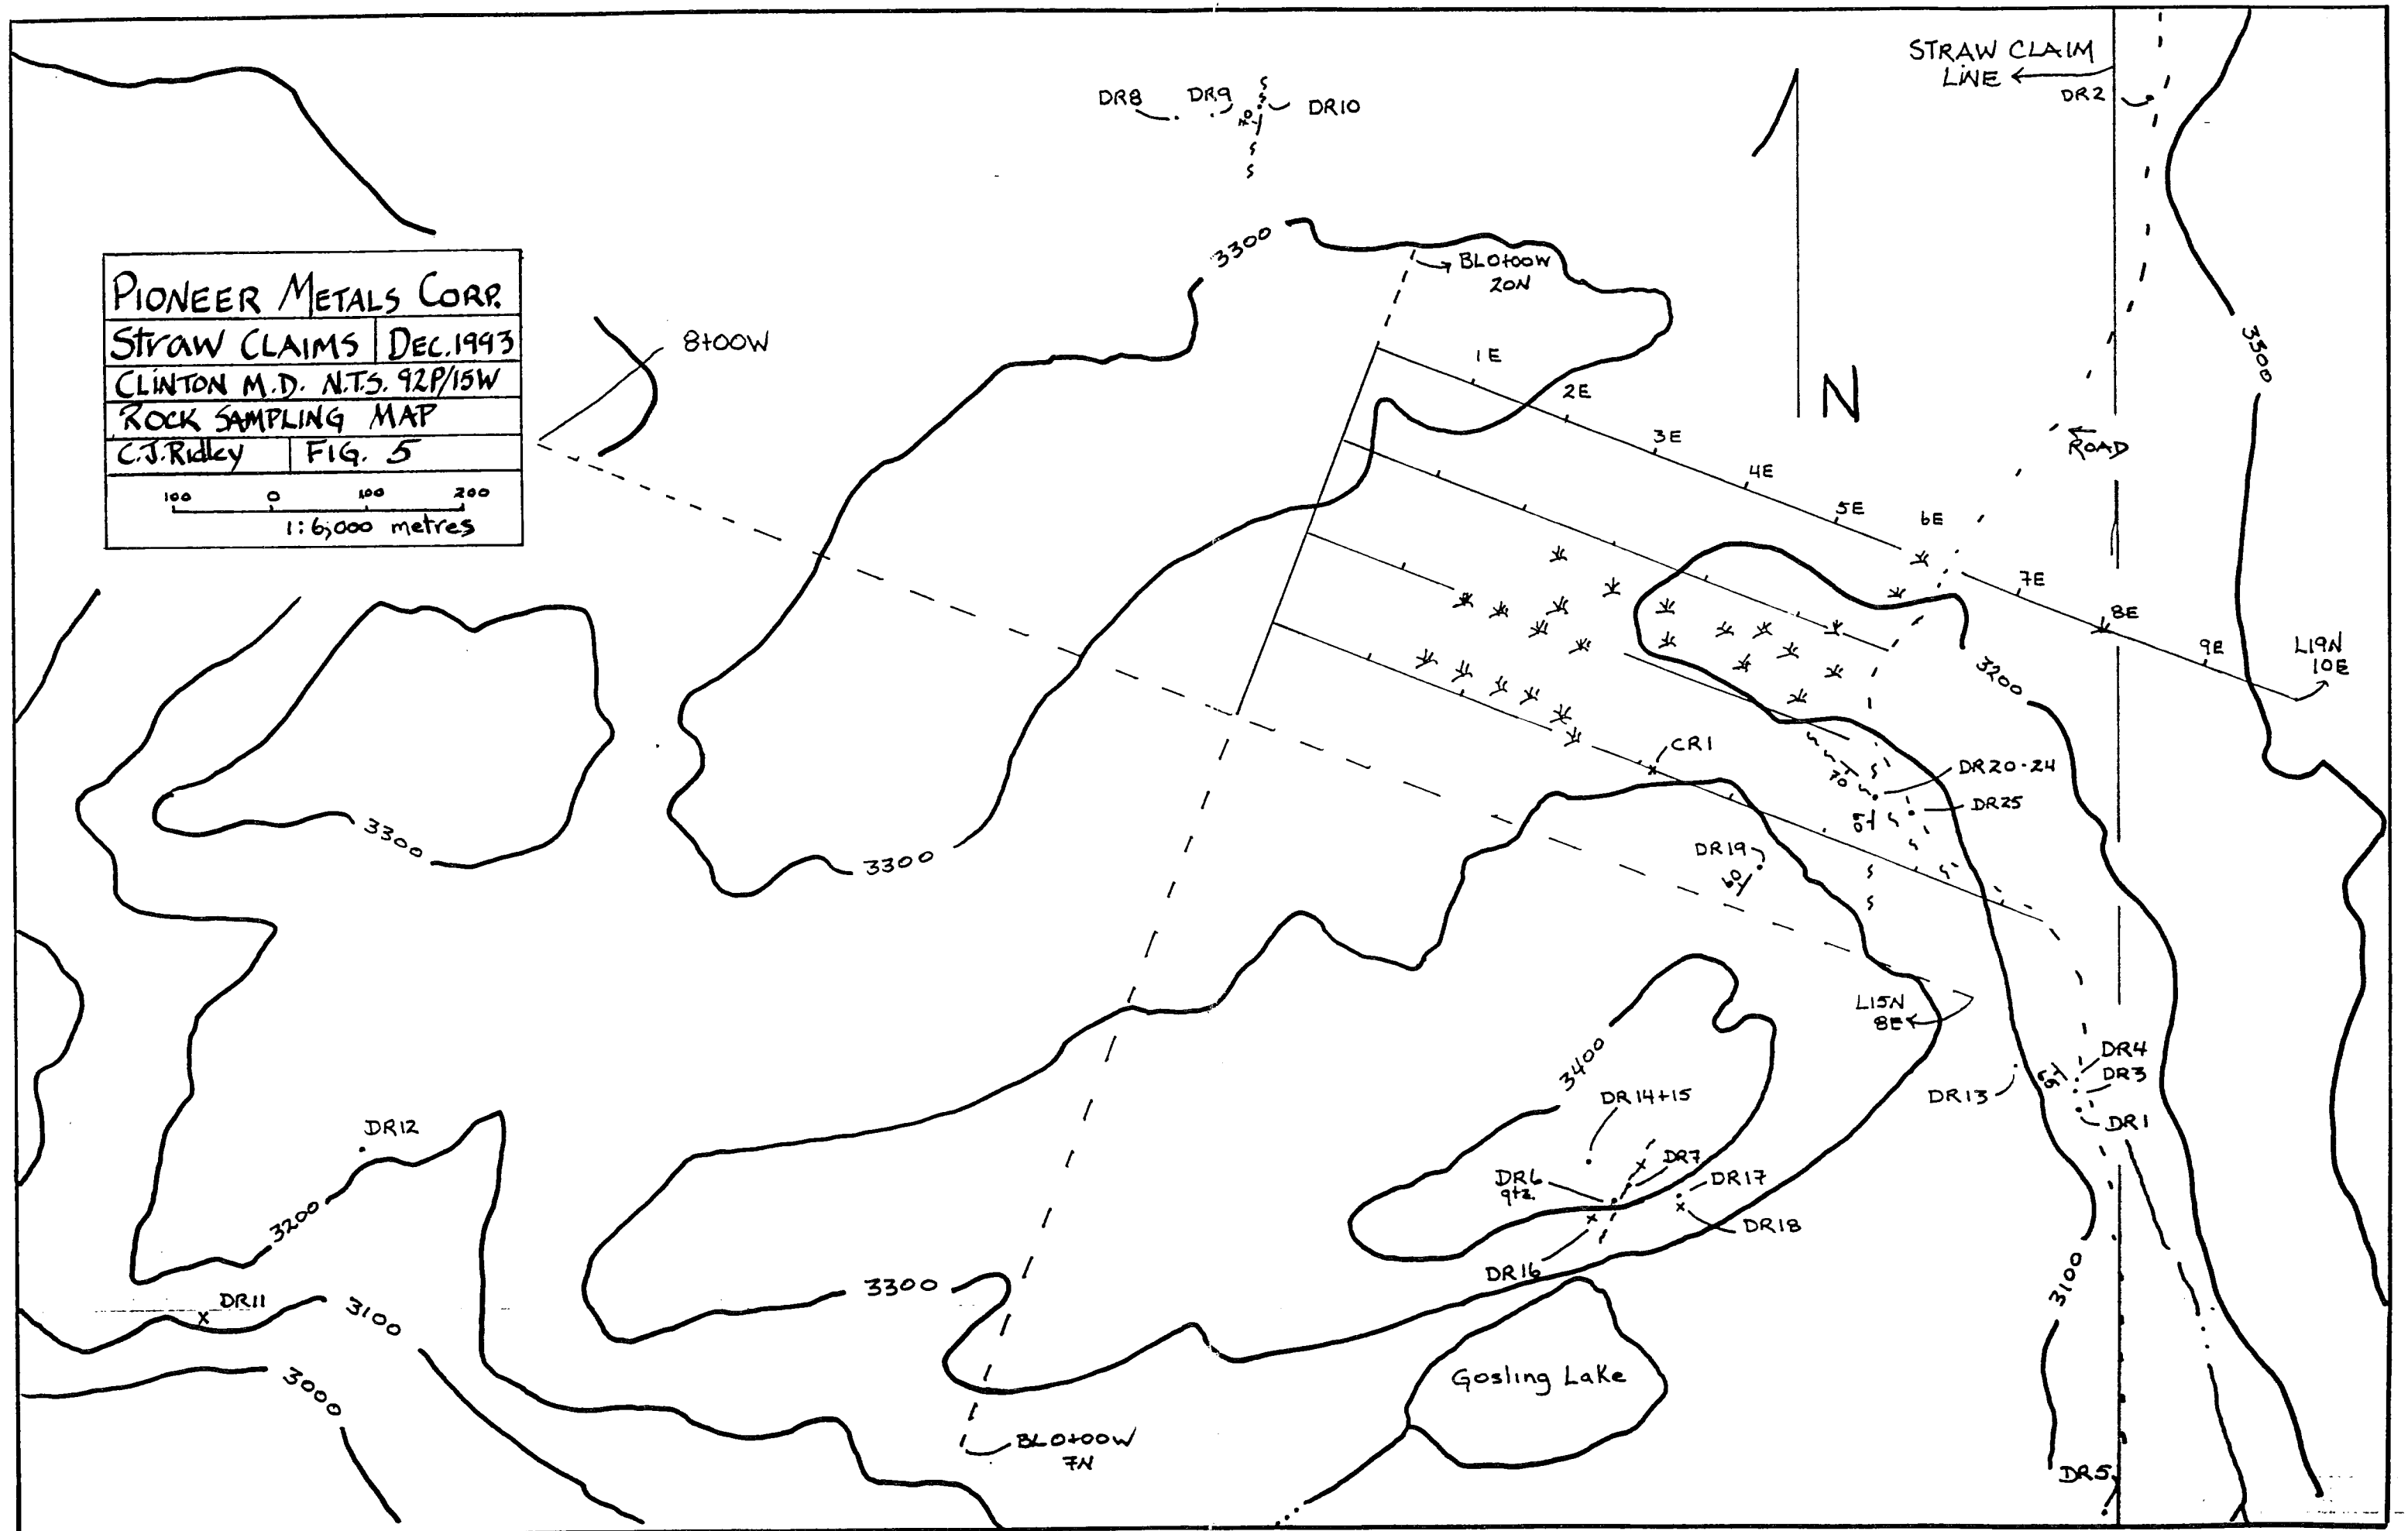 STRAW CLAIM
LINE
DR2
DR8
DR9
DR10
40
3300
BL0+00W
20N
PIONEER METALS CORP.
Straw CLAIMS DEC.1993
CLINTON M.D. N.T.S. 92P/15W
ROCK SAMPLING MAP
C.J.Ridley FIG. 5
100 0 100 200
1:6,000 metres
8+00W
1E
2E
3E
4E
5E
6E
7E
8E
9E
L19N
10E
N
ROAD
3300
3200
CR1
70
DR20-24
DR25
DR19
60
3300
3300
L15N
8E
3400
DR4
DR3
DR1
DR13
DR14+15
DR7
DR6
qtz.
DR17
DR18
DR16
DR12
3200
DR11
3100
3000
3300
3100
Gosling Lake
BL0+00W
7N
DR5